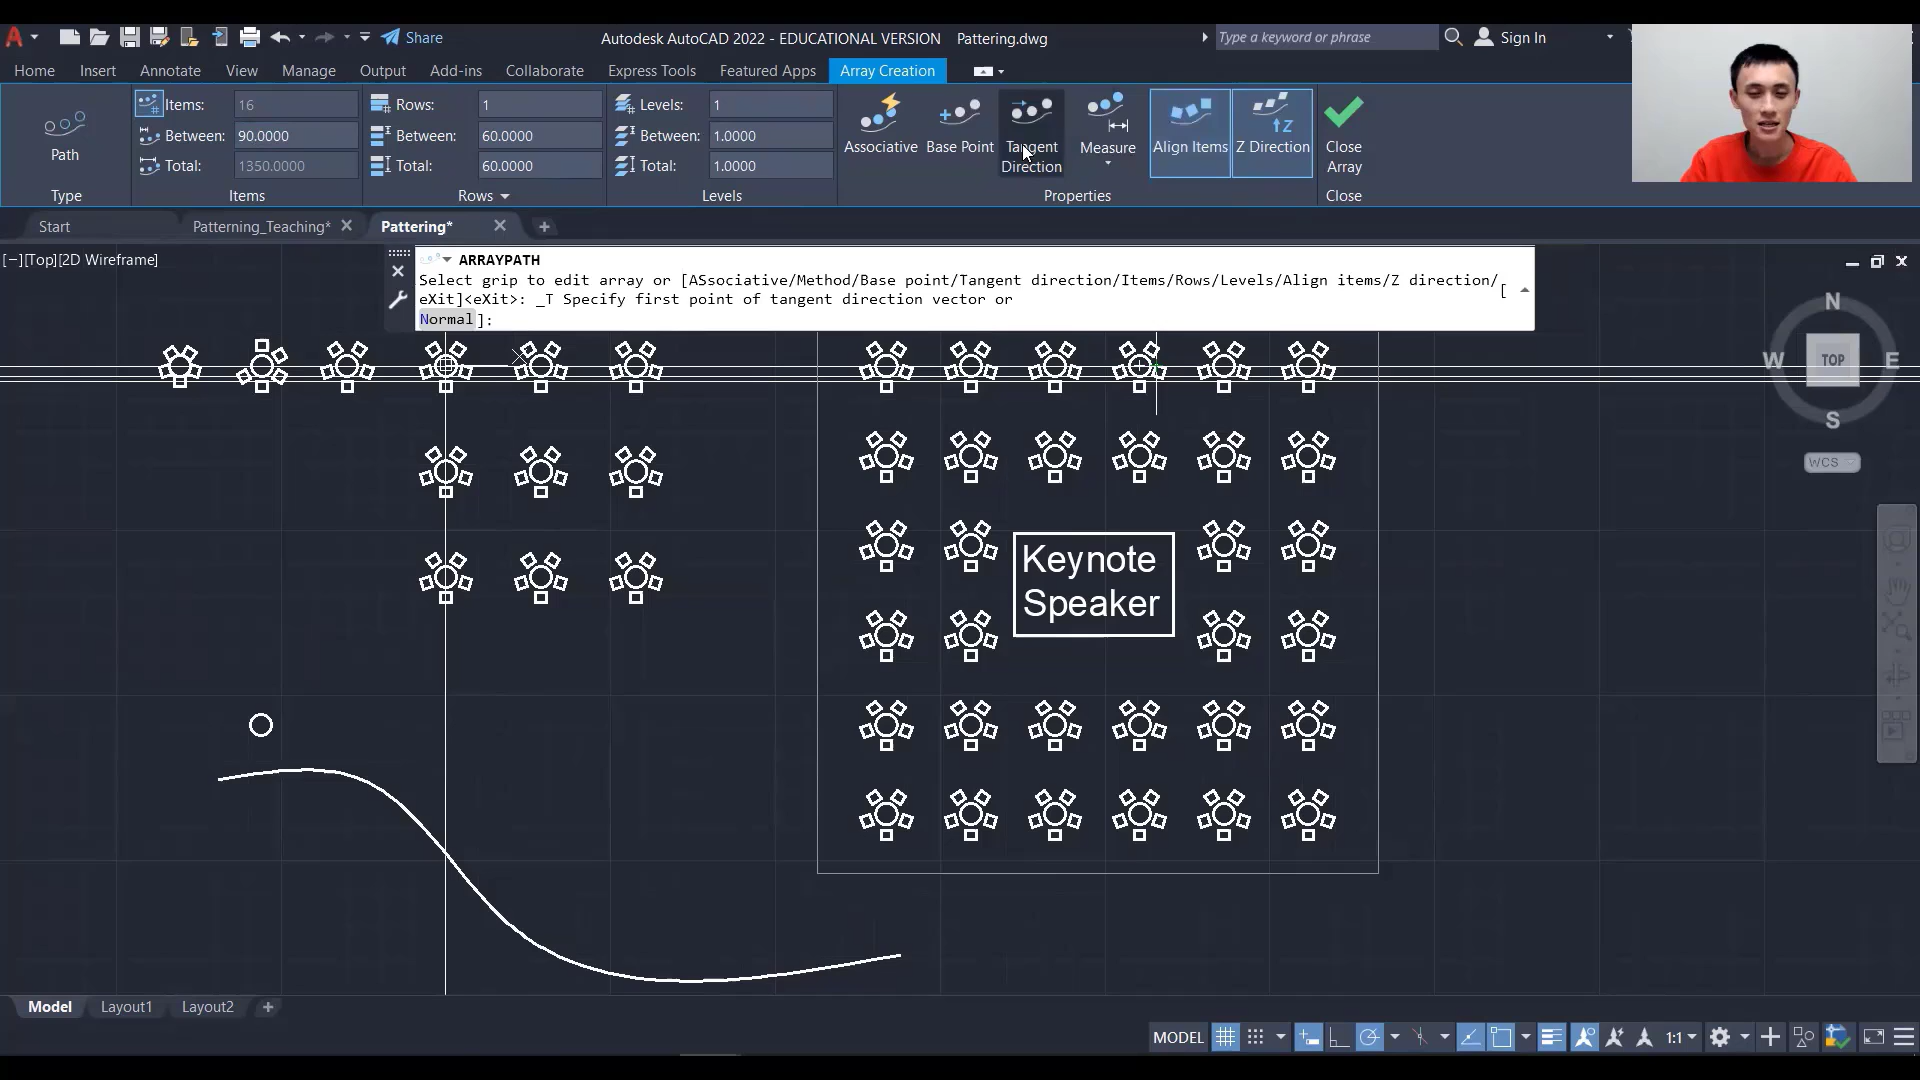 Share
Autodesk AutoCAD 2022 - EDUCATIONAL VERSION Pattering.dwg
Type a keyword or phrase
Sign In
Home Insert Annotate View Manage Output Add-ins Collaborate Express Tools Featured Apps Array Creation
Items: 16 Rows: 1 Levels: 1
Between: 90.0000 Between: 60.0000 Between: 1.0000
Total: 1350.0000 Total: 60.0000 Total: 1.0000
Path
Associative Base Point Tangent Direction Measure Align Items Z Direction Close Array
Type Items Rows Levels Properties Close
Start Patterning_Teaching* Pattering*
[−][Top][2D Wireframe]
ARRAYPATH
Select grip to edit array or [ASsociative/Method/Base point/Tangent direction/Items/Rows/Levels/Align items/Z direction/
eXit]<eXit>: _T Specify first point of tangent direction vector or [
Normal]:
N
W TOP E
S
WCS
Keynote
Speaker
Model Layout1 Layout2
MODEL 1:1